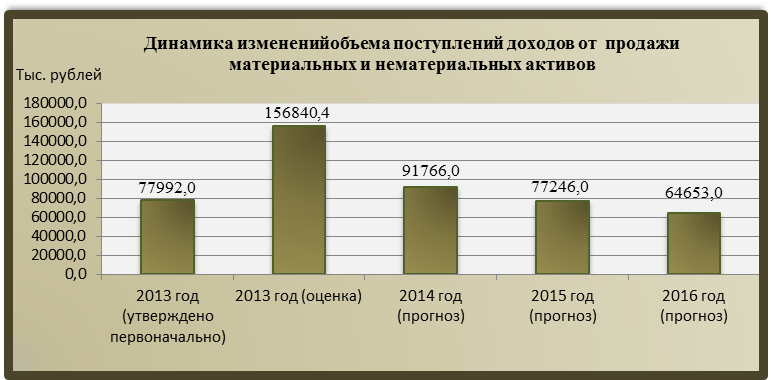 Динамика измененийобъема поступлений доходов от продажи
материальных и нематериальных активов
Тыс. рублей
180000,0
160000,0
140000,0
120000,0
100000,0
80000,0
60000,0
40000,0
20000,0
0,0
77992,0
156840,4
91766,0
77246,0
64653,0
2013 год
(утверждено
первоначально)
2013 год (оценка)
2014 год
(прогноз)
2015 год
(прогноз)
2016 год
(прогноз)